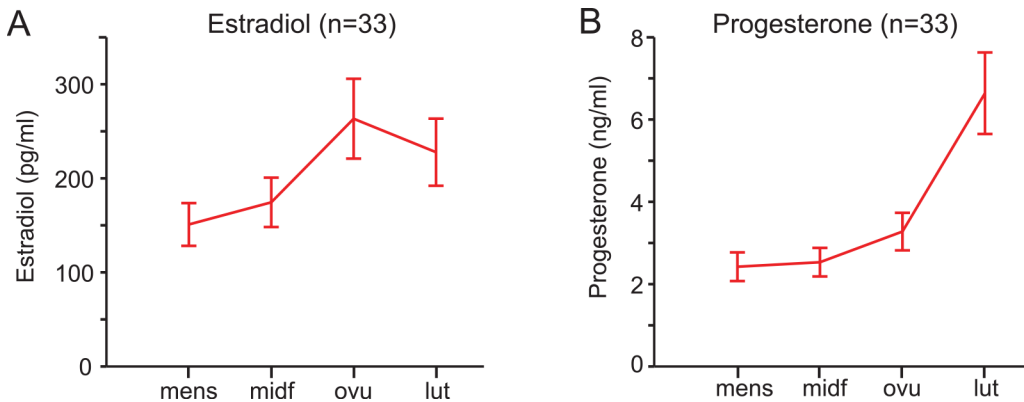 A
Estradiol (n=33)
Estradiol (pg/ml)
300
200
100
0
mens midf ovu lut
B
Progesterone (n=33)
Progesterone (ng/ml)
8
6
4
2
0
mens midf ovu lut